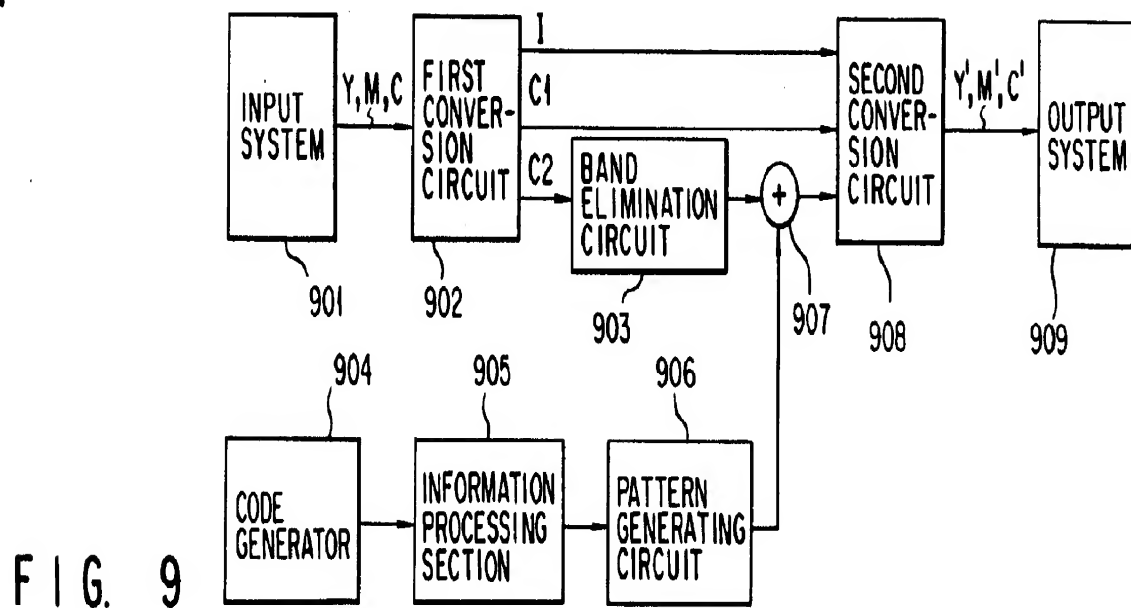 INPUT
SYSTEM
901
Y, M, C
FIRST
CONVER-
SION
CIRCUIT
902
I
C1
C2
BAND
ELIMINATION
CIRCUIT
903
+
907
SECOND
CONVER-
SION
CIRCUIT
908
Y', M', C'
OUTPUT
SYSTEM
909
904
CODE
GENERATOR
905
INFORMATION
PROCESSING
SECTION
906
PATTERN
GENERATING
CIRCUIT
FIG. 9